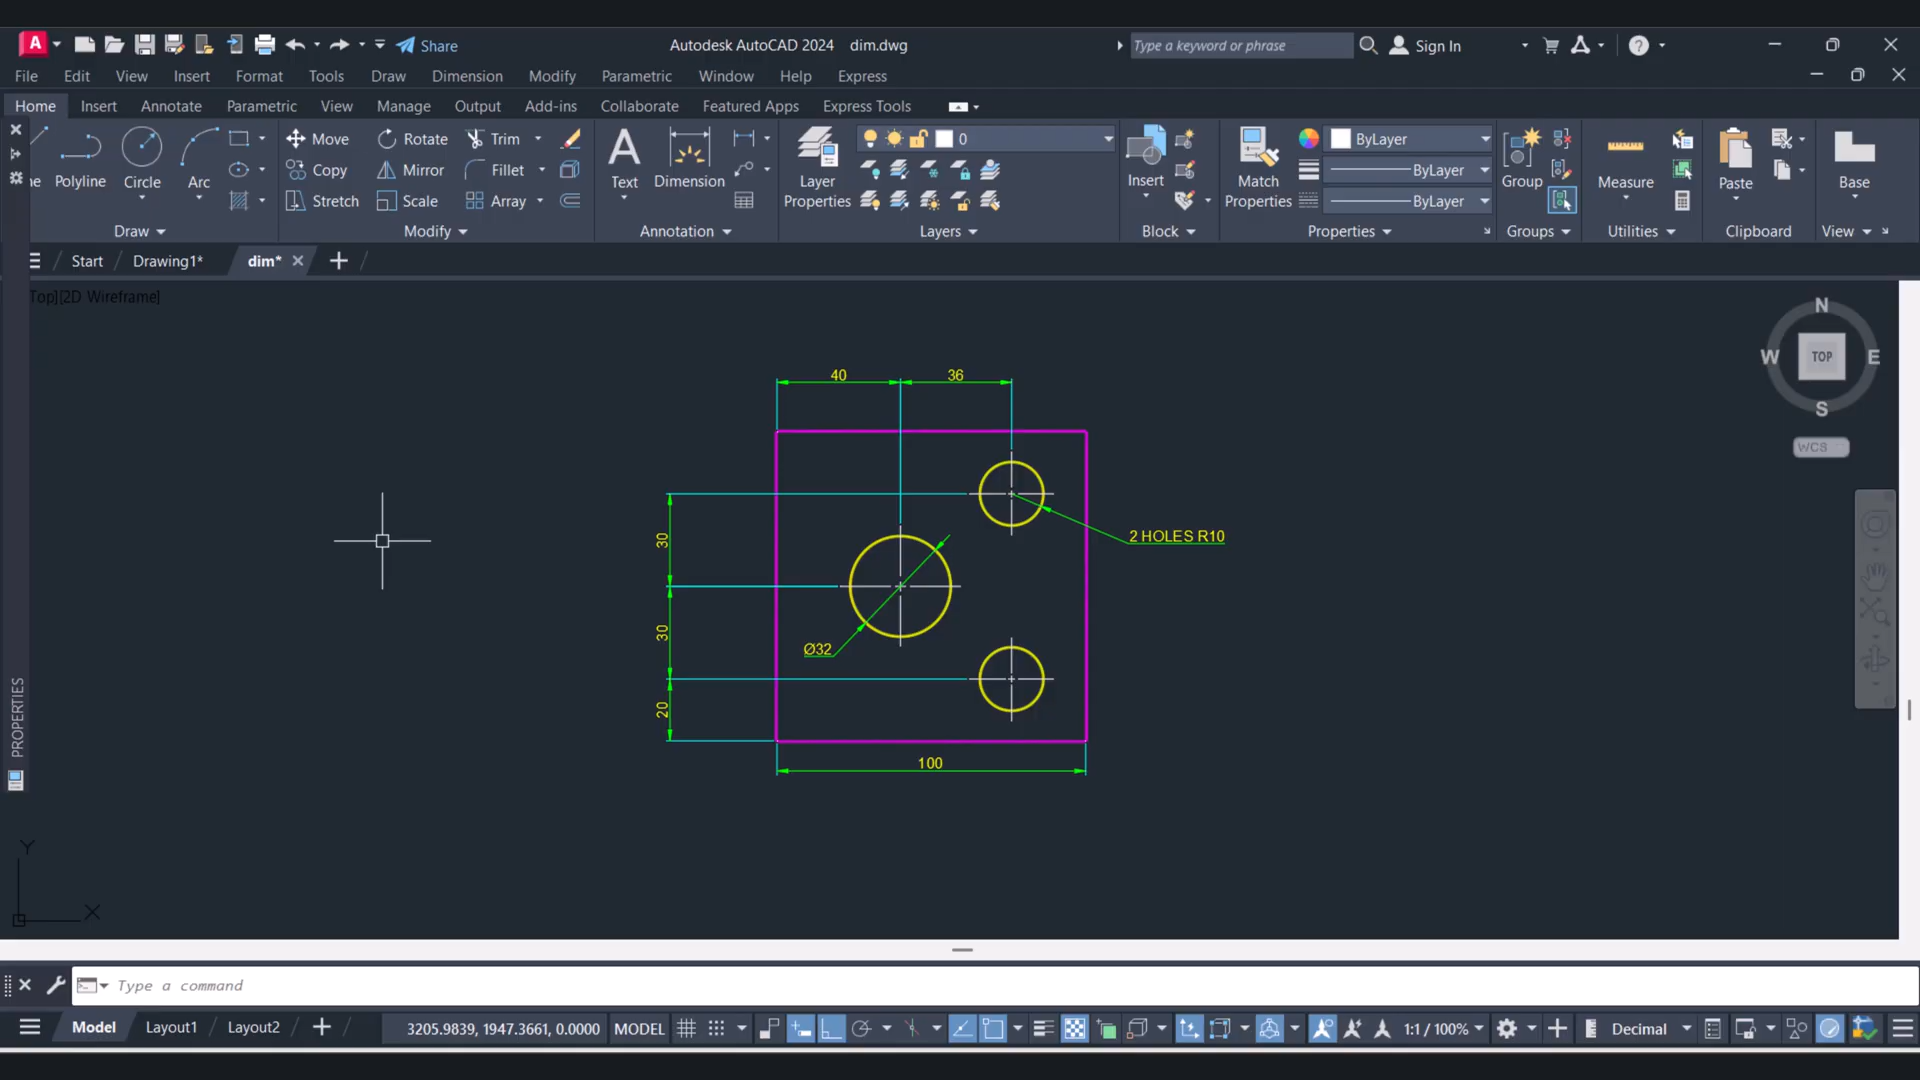 A Share Autodesk AutoCAD 2024 dim.dwg Type a keyword or phrase Sign In
File Edit View Insert Format Tools Draw Dimension Modify Parametric Window Help Express
Home Insert Annotate Parametric View Manage Output Add-ins Collaborate Featured Apps Express Tools
Move Rotate Trim 0 ByLayer
Copy Mirror Fillet ByLayer
ne Polyline Circle Arc Text Dimension Layer Properties Insert Match Properties Group Measure Paste Base
Stretch Scale Array ByLayer
Draw Modify Annotation Layers Block Properties Groups Utilities Clipboard View
Start Drawing1* dim*
Top][2D Wireframe]
N
W TOP E
S
WCS
40 36
30
2 HOLES R10
30
Ø32
20
100
PROPERTIES
Y
X
Type a command
Model Layout1 Layout2 3205.9839, 1947.3661, 0.0000 MODEL 1:1 / 100% Decimal